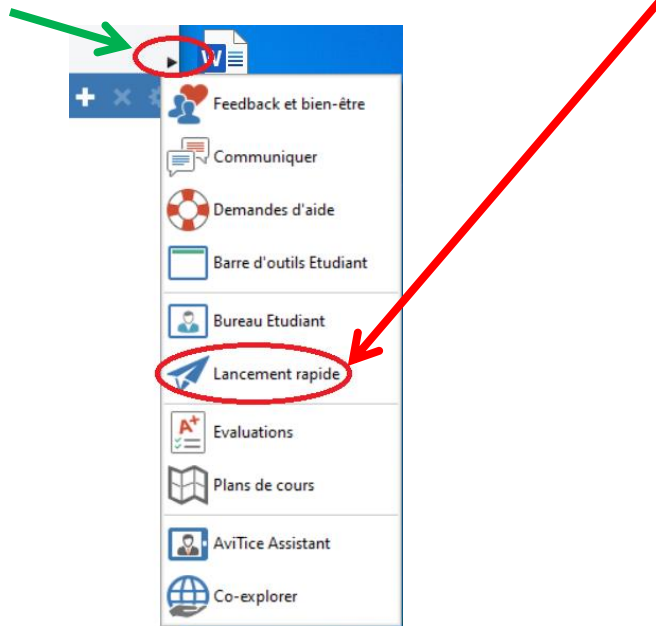 W
Feedback et bien-être
Communiquer
Demandes d'aide
Barre d'outils Etudiant
Bureau Etudiant
Lancement rapide
A+
Evaluations
Plans de cours
AviTice Assistant
Co-explorer